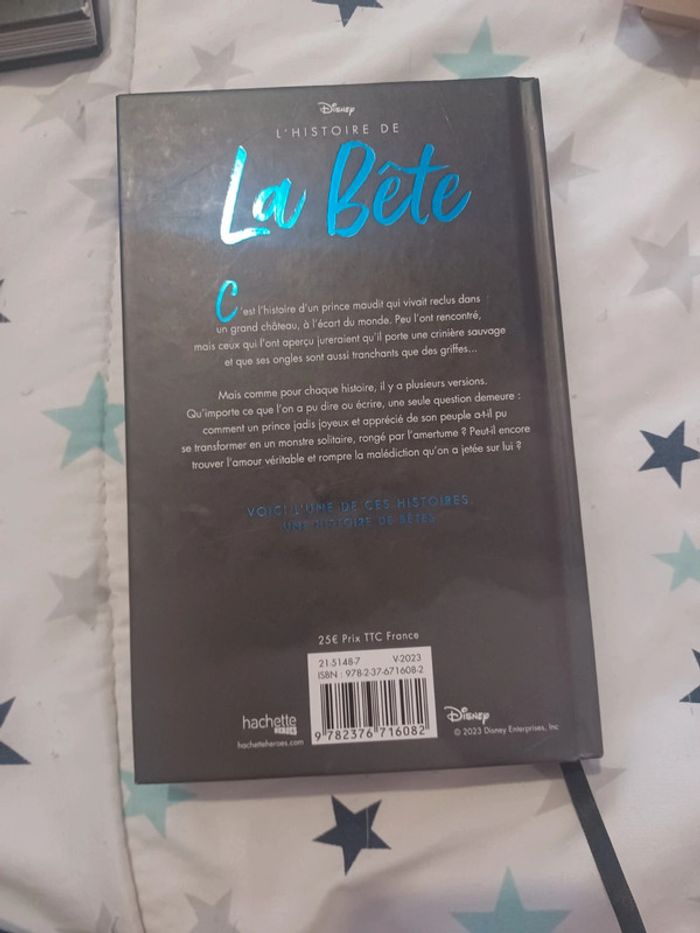 Disney
L'HISTOIRE DE
La Bête
C'est l'histoire d'un prince maudit qui vivait reclus dans
un grand château, à l'écart du monde. Peu l'ont rencontré,
mais ceux qui l'ont aperçu jureraient qu'il porte une crinière sauvage
et que ses ongles sont aussi tranchants que des griffes...
Mais comme pour chaque histoire, il y a plusieurs versions.
Qu'importe ce que l'on a pu dire ou écrire, une seule question demeure :
comment un prince jadis joyeux et apprécié de son peuple a-t-il pu
se transformer en un monstre solitaire, rongé par l'amertume ? Peut-il encore
trouver l'amour véritable et rompre la malédiction qu'on a jetée sur lui ?
VOICI L'UNE DE CES HISTOIRES,
UNE HISTOIRE DE BÊTES
25€ Prix TTC France
21-5148-7 V-2023
ISBN : 978-2-37-671608-2
9 782376 716082
hachette
HEROES
hachetteheroes.com
Disney
© 2023 Disney Enterprises, Inc